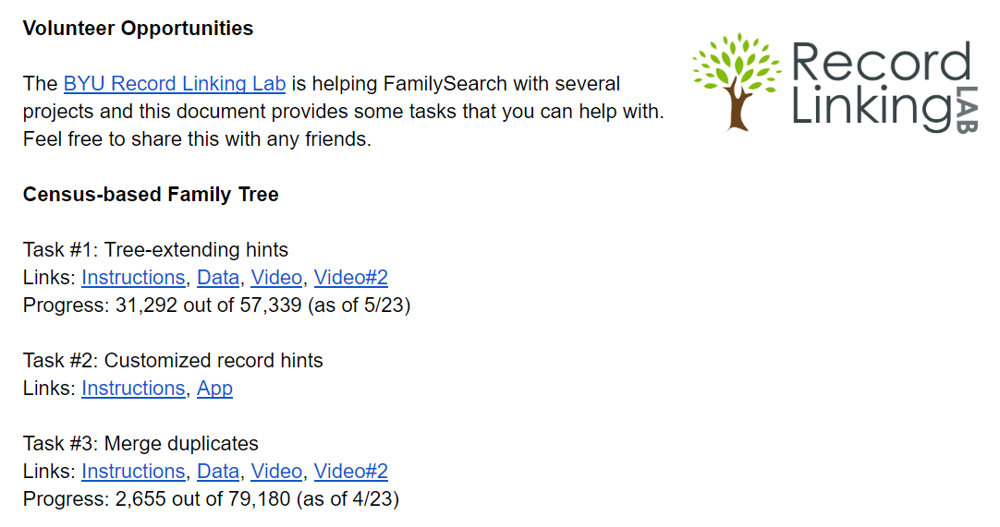 Volunteer Opportunities
The BYU Record Linking Lab is helping FamilySearch with several
projects and this document provides some tasks that you can help with.
Feel free to share this with any friends.
Record
Linking
LAB
Census-based Family Tree
Task #1: Tree-extending hints
Links: Instructions, Data, Video, Video#2
Progress: 31,292 out of 57,339 (as of 5/23)
Task #2: Customized record hints
Links: Instructions, App
Task #3: Merge duplicates
Links: Instructions, Data, Video, Video#2
Progress: 2,655 out of 79,180 (as of 4/23)